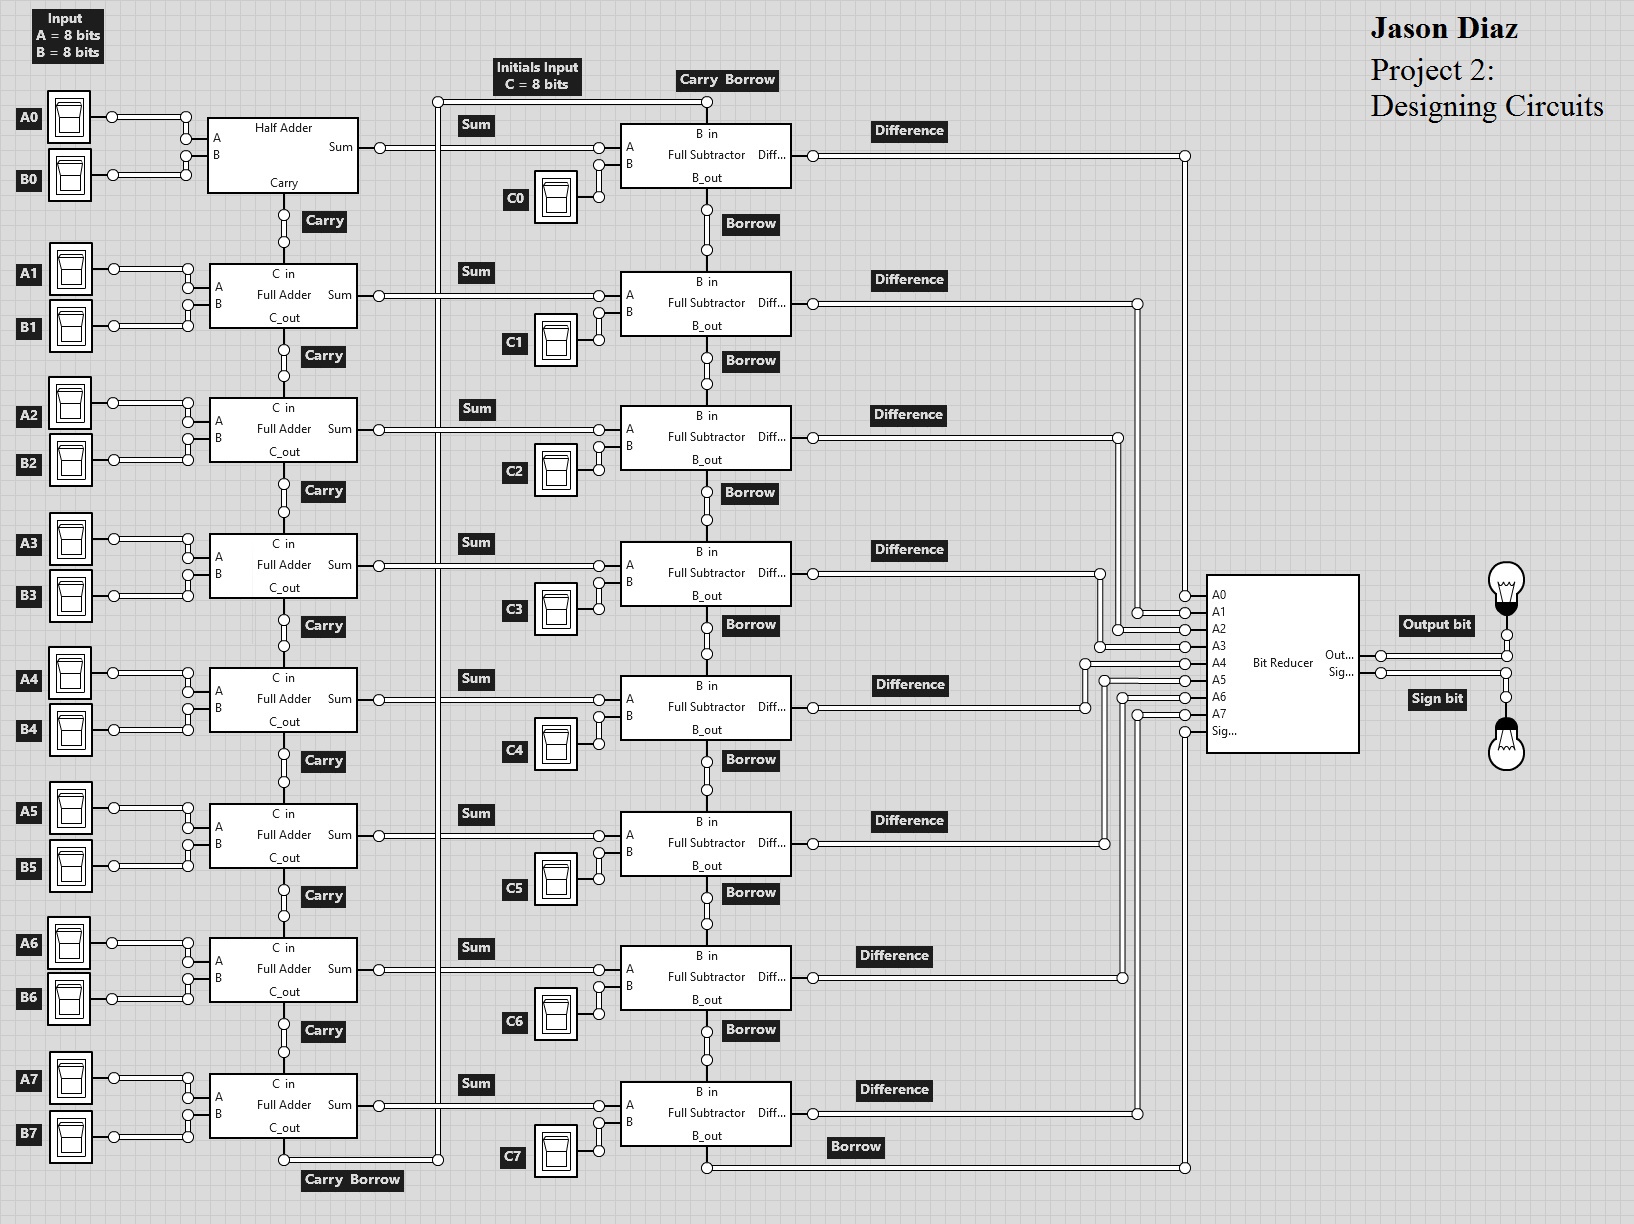 Input
A = 8 bits
B = 8 bits
Jason Diaz
Project 2:
Designing Circuits
Initials Input
C = 8 bits
Carry Borrow
A0
B0
Half Adder
A
B
Sum
Carry
Sum
C0
B in
A
B
Full Subtractor
Diff...
B_out
Difference
Carry
Borrow
A1
B1
C in
A
B
Full Adder
Sum
C_out
Sum
C1
B in
A
B
Full Subtractor
Diff...
B_out
Difference
Carry
Borrow
A2
B2
C in
A
B
Full Adder
Sum
C_out
Sum
C2
B in
A
B
Full Subtractor
Diff...
B_out
Difference
Carry
Borrow
A3
B3
C in
A
B
Full Adder
Sum
C_out
Sum
C3
B in
A
B
Full Subtractor
Diff...
B_out
Difference
Carry
Borrow
A4
B4
C in
A
B
Full Adder
Sum
C_out
Sum
C4
B in
A
B
Full Subtractor
Diff...
B_out
Difference
Carry
Borrow
A5
B5
C in
A
B
Full Adder
Sum
C_out
Sum
C5
B in
A
B
Full Subtractor
Diff...
B_out
Difference
Carry
Borrow
A6
B6
C in
A
B
Full Adder
Sum
C_out
Sum
C6
B in
A
B
Full Subtractor
Diff...
B_out
Difference
Carry
Borrow
A7
B7
C in
A
B
Full Adder
Sum
C_out
Carry Borrow
Sum
C7
B in
A
B
Full Subtractor
Diff...
B_out
Difference
Borrow
A0
A1
A2
A3
A4
A5
A6
A7
Sig...
Bit Reducer
Out...
Sig...
Output bit
Sign bit